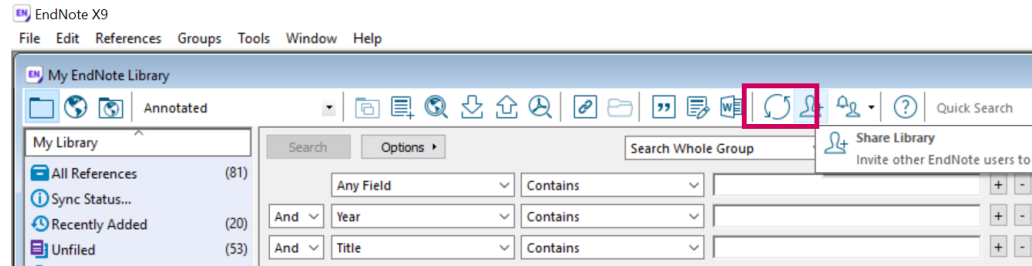 EN EndNote X9
File Edit References Groups Tools Window Help
EN My EndNote Library
Annotated
Quick Search
My Library
Search Options
Search Whole Group
Share Library
Invite other EndNote users to
All References (81)
Any Field Contains + -
Sync Status...
And Year Contains + -
Recently Added (20)
And Title Contains + -
Unfiled (53)